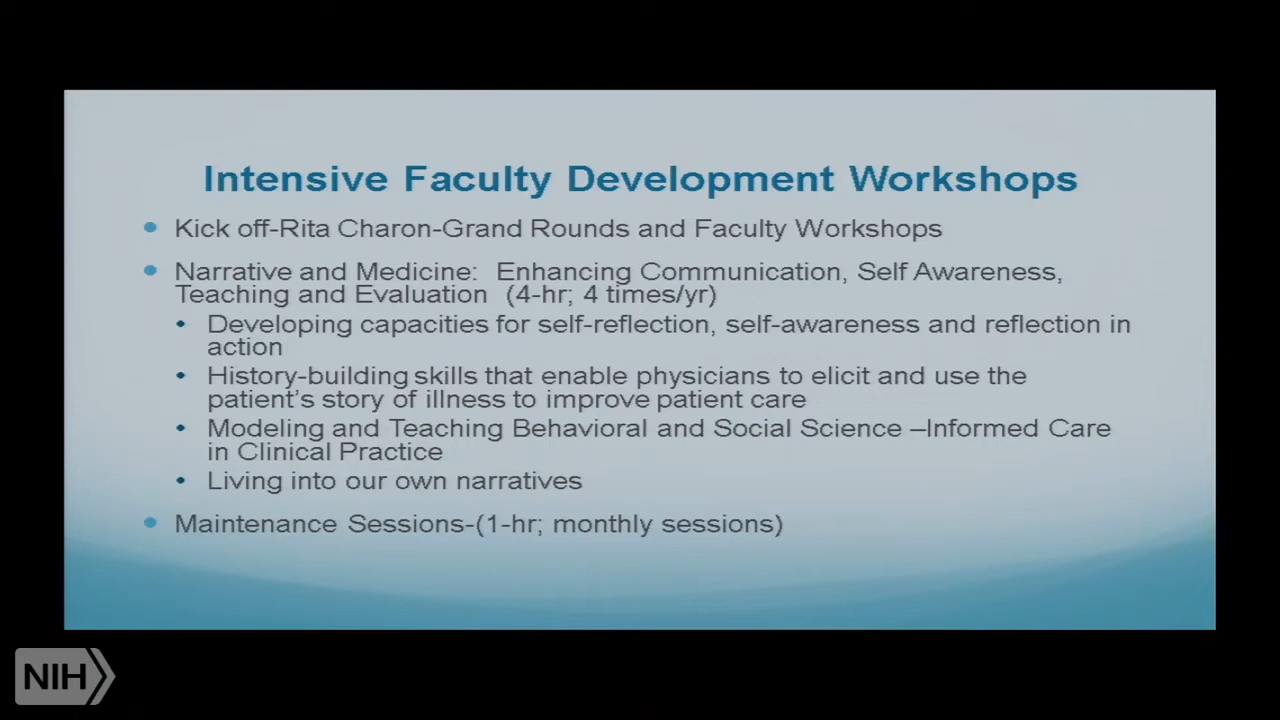 Intensive Faculty Development Workshops
Kick off-Rita Charon-Grand Rounds and Faculty Workshops
Narrative and Medicine: Enhancing Communication, Self Awareness,
Teaching and Evaluation (4-hr; 4 times/yr)
Developing capacities for self-reflection, self-awareness and reflection in
action
History-building skills that enable physicians to elicit and use the
patient's story of illness to improve patient care
Modeling and Teaching Behavioral and Social Science –Informed Care
in Clinical Practice
Living into our own narratives
Maintenance Sessions-(1-hr; monthly sessions)
NIH